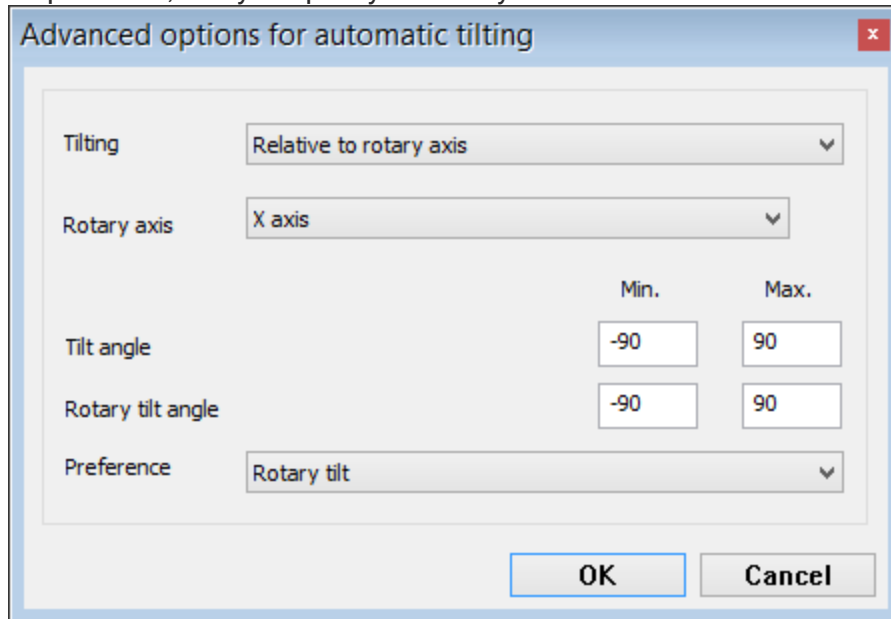 Advanced options for automatic tilting
x
Tilting Relative to rotary axis
Rotary axis X axis
Min. Max.
Tilt angle -90 90
Rotary tilt angle -90 90
Preference Rotary tilt
OK Cancel